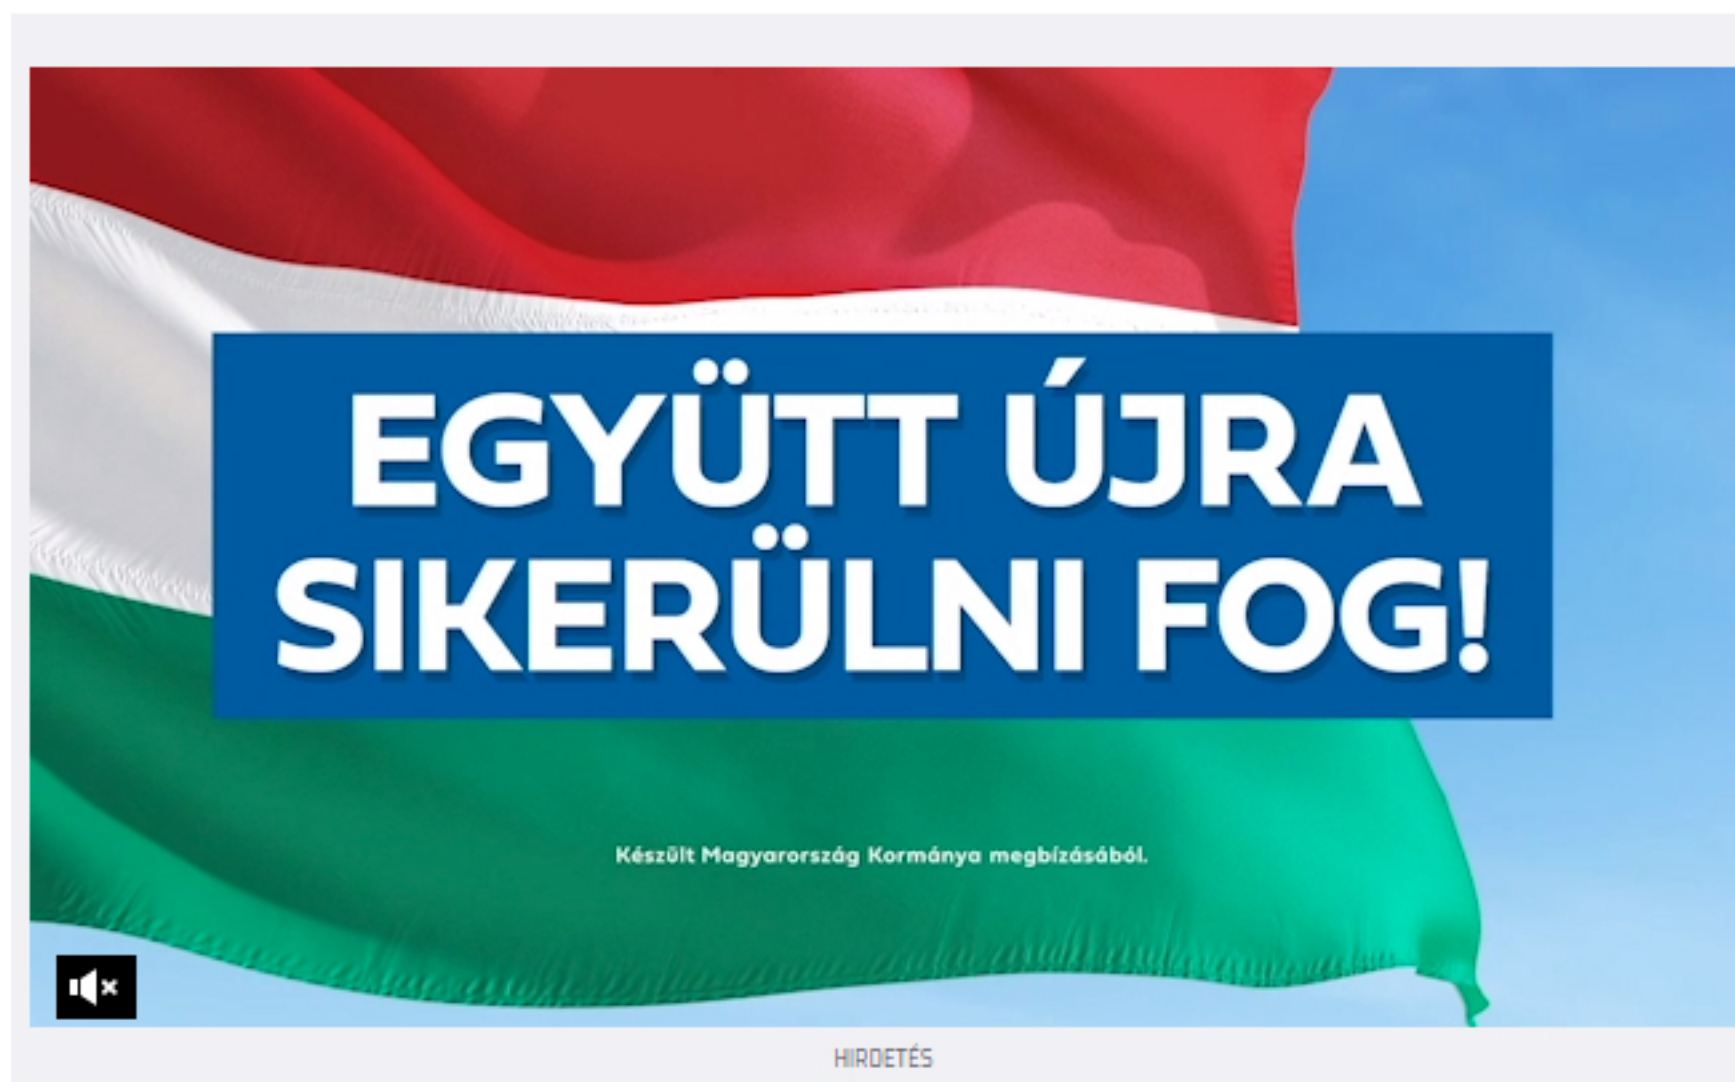 EGYÜTT ÚJRA
SIKERÜLNI FOG!
Készült Magyarország Kormánya megbízásából.
HIRDETÉS